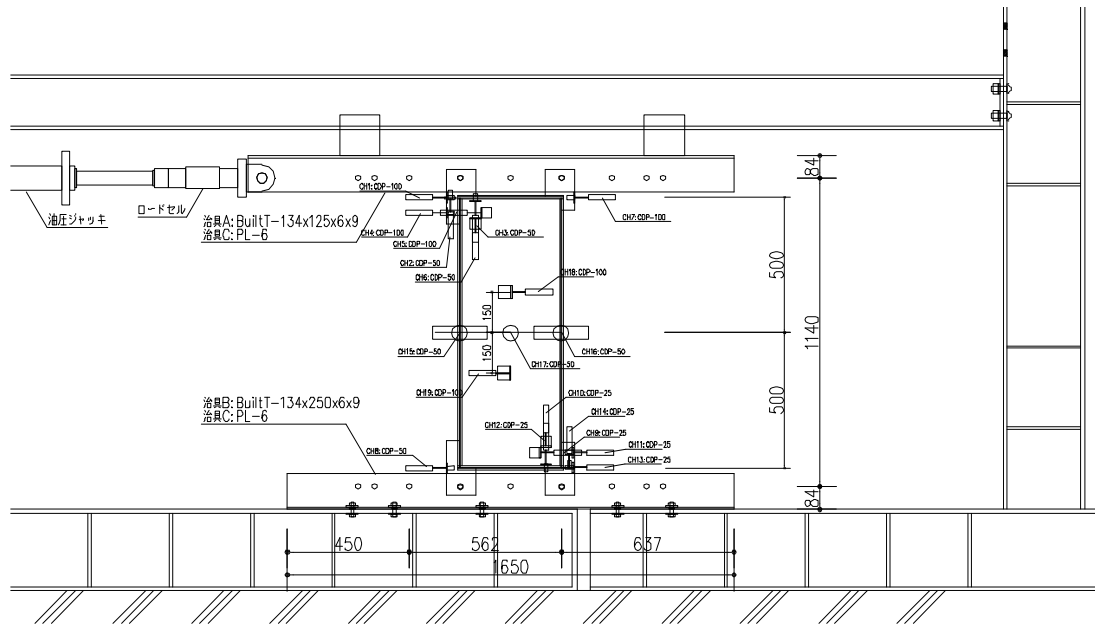 84
油圧ジャッキ
ロードセル
CH1:CDP-100
治具A:BuiltT-134x125x6x9
治具C:PL-6
CH4:CDP-100
CH5:CDP-100
CH2:CDP-50
CH6:CDP-50
CH3:CDP-50
CH7:CDP-100
CH18:CDP-100
500
150
1140
CH15:CDP-50
CH16:CDP-50
CH17:CDP-50
150
CH19:CDP-100
CH10:CDP-25
500
治具B:BuiltT-134x250x6x9
治具C:PL-6
CH14:CDP-25
CH12:CDP-25
CH9:CDP-25
CH8:CDP-50
CH11:CDP-25
CH13:CDP-25
84
450
562
637
1650